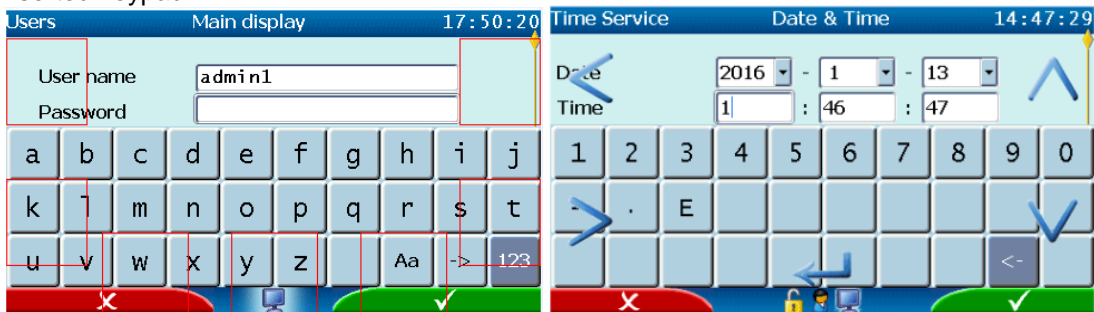 Users Main display 17:50:20
User name admin1
Password
a b c d e f g h i j
k l m n o p q r s t
u v w x y z Aa -> 123
Time Service Date & Time 14:47:29
Date 2016 - 1 - 13
Time 1 : 46 : 47
1 2 3 4 5 6 7 8 9 0
- . E
<-